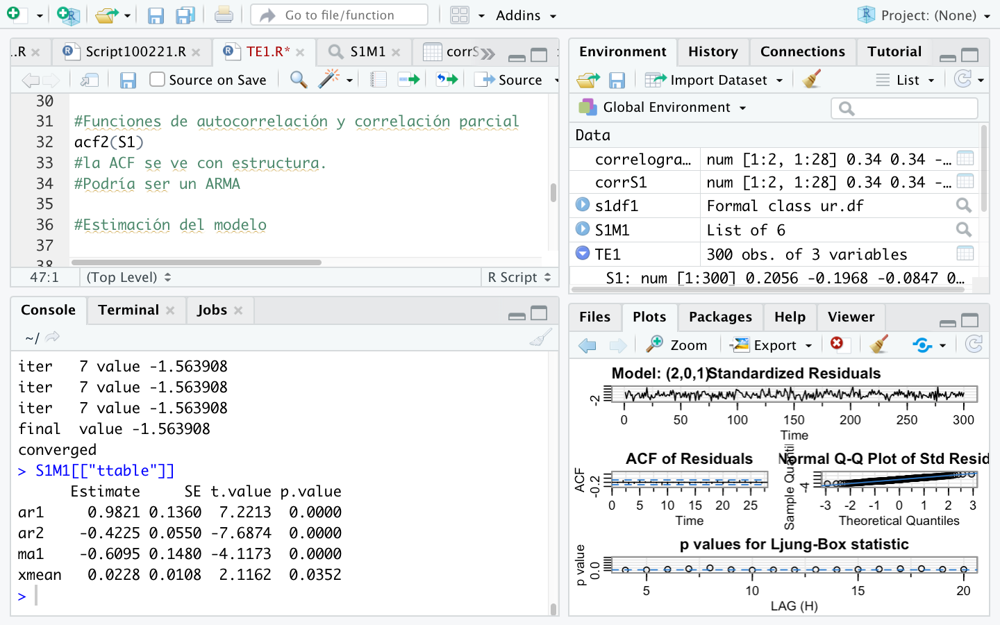 Go to file/function
Addins
Project: (None)
.R
Script100221.R
TE1.R*
S1M1
corrS
Source on Save
Source
30
31 #Funciones de autocorrelación y correlación parcial
32 acf2(S1)
33 #la ACF se ve con estructura.
34 #Podría ser un ARMA
35
36 #Estimación del modelo
37
38
47:1
(Top Level)
R Script
Console
Terminal
Jobs
~/
iter   7 value -1.563908
iter   7 value -1.563908
iter   7 value -1.563908
final  value -1.563908
converged
> S1M1[["ttable"]]
      Estimate     SE t.value p.value
ar1     0.9821 0.1360  7.2213  0.0000
ar2    -0.4225 0.0550 -7.6874  0.0000
ma1    -0.6095 0.1480 -4.1173  0.0000
xmean   0.0228 0.0108  2.1162  0.0352
>
Environment
History
Connections
Tutorial
Import Dataset
List
Global Environment
Data
correlogra… num [1:2, 1:28] 0.34 0.34 -…
corrS1 num [1:2, 1:28] 0.34 0.34 -…
s1df1 Formal class ur.df
S1M1 List of 6
TE1 300 obs. of 3 variables
S1: num [1:300] 0.2056 -0.1968 -0.0847 0…
Files
Plots
Packages
Help
Viewer
Zoom
Export
Model: (2,0,1)
Standardized Residuals
-2
0 50 100 150 200 250 300
Time
ACF of Residuals
ACF
-0.2
0 5 10 15 20 25
Time
Normal Q-Q Plot of Std Resid
Sample Quantil
-4
-3 -2 -1 0 1 2 3
Theoretical Quantiles
p values for Ljung-Box statistic
p value
0.0
5 10 15 20
LAG (H)